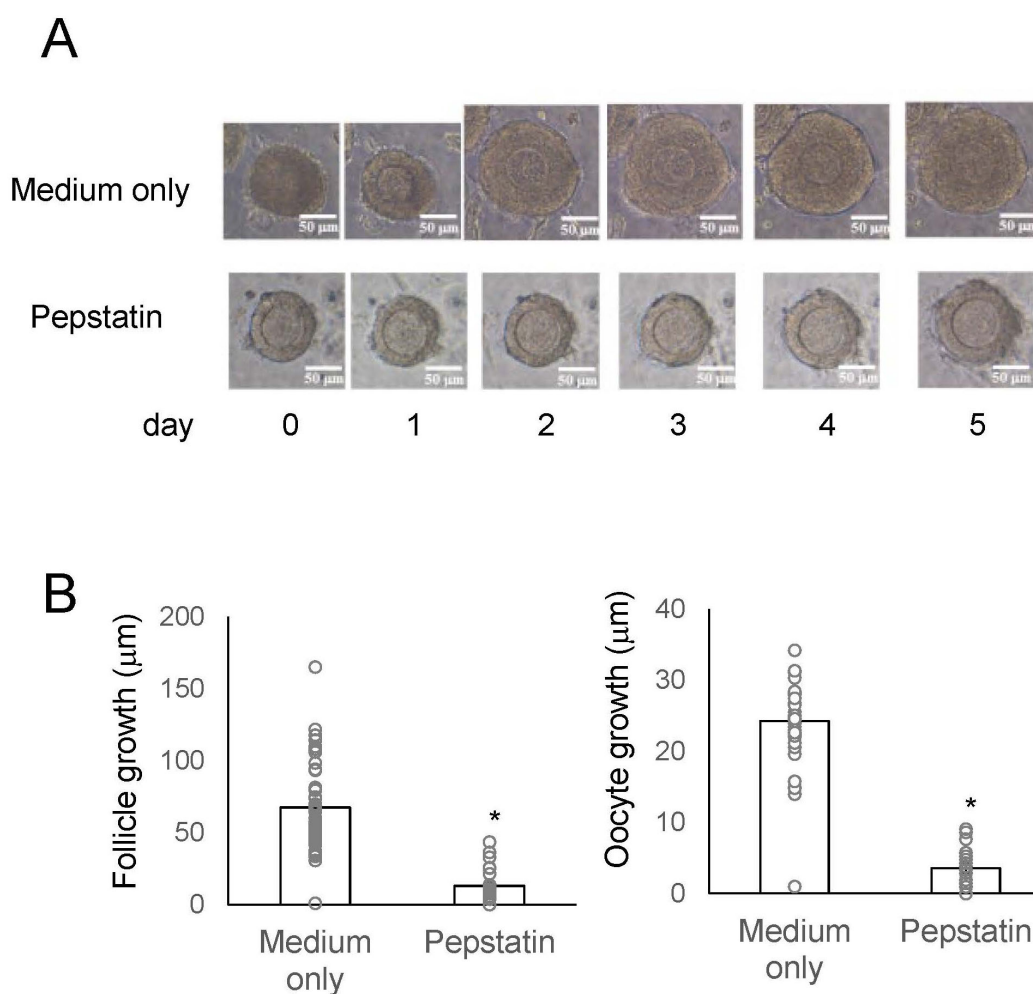 A
Medium only
50 μm 50 μm 50 μm 50 μm 50 μm 50 μm
Pepstatin
50 μm 50 μm 50 μm 50 μm 50 μm 50 μm
day 0 1 2 3 4 5
B
Follicle growth (μm)
200
150
100
50
0
*
Medium only
Pepstatin
Oocyte growth (μm)
40
30
20
10
0
*
Medium only
Pepstatin